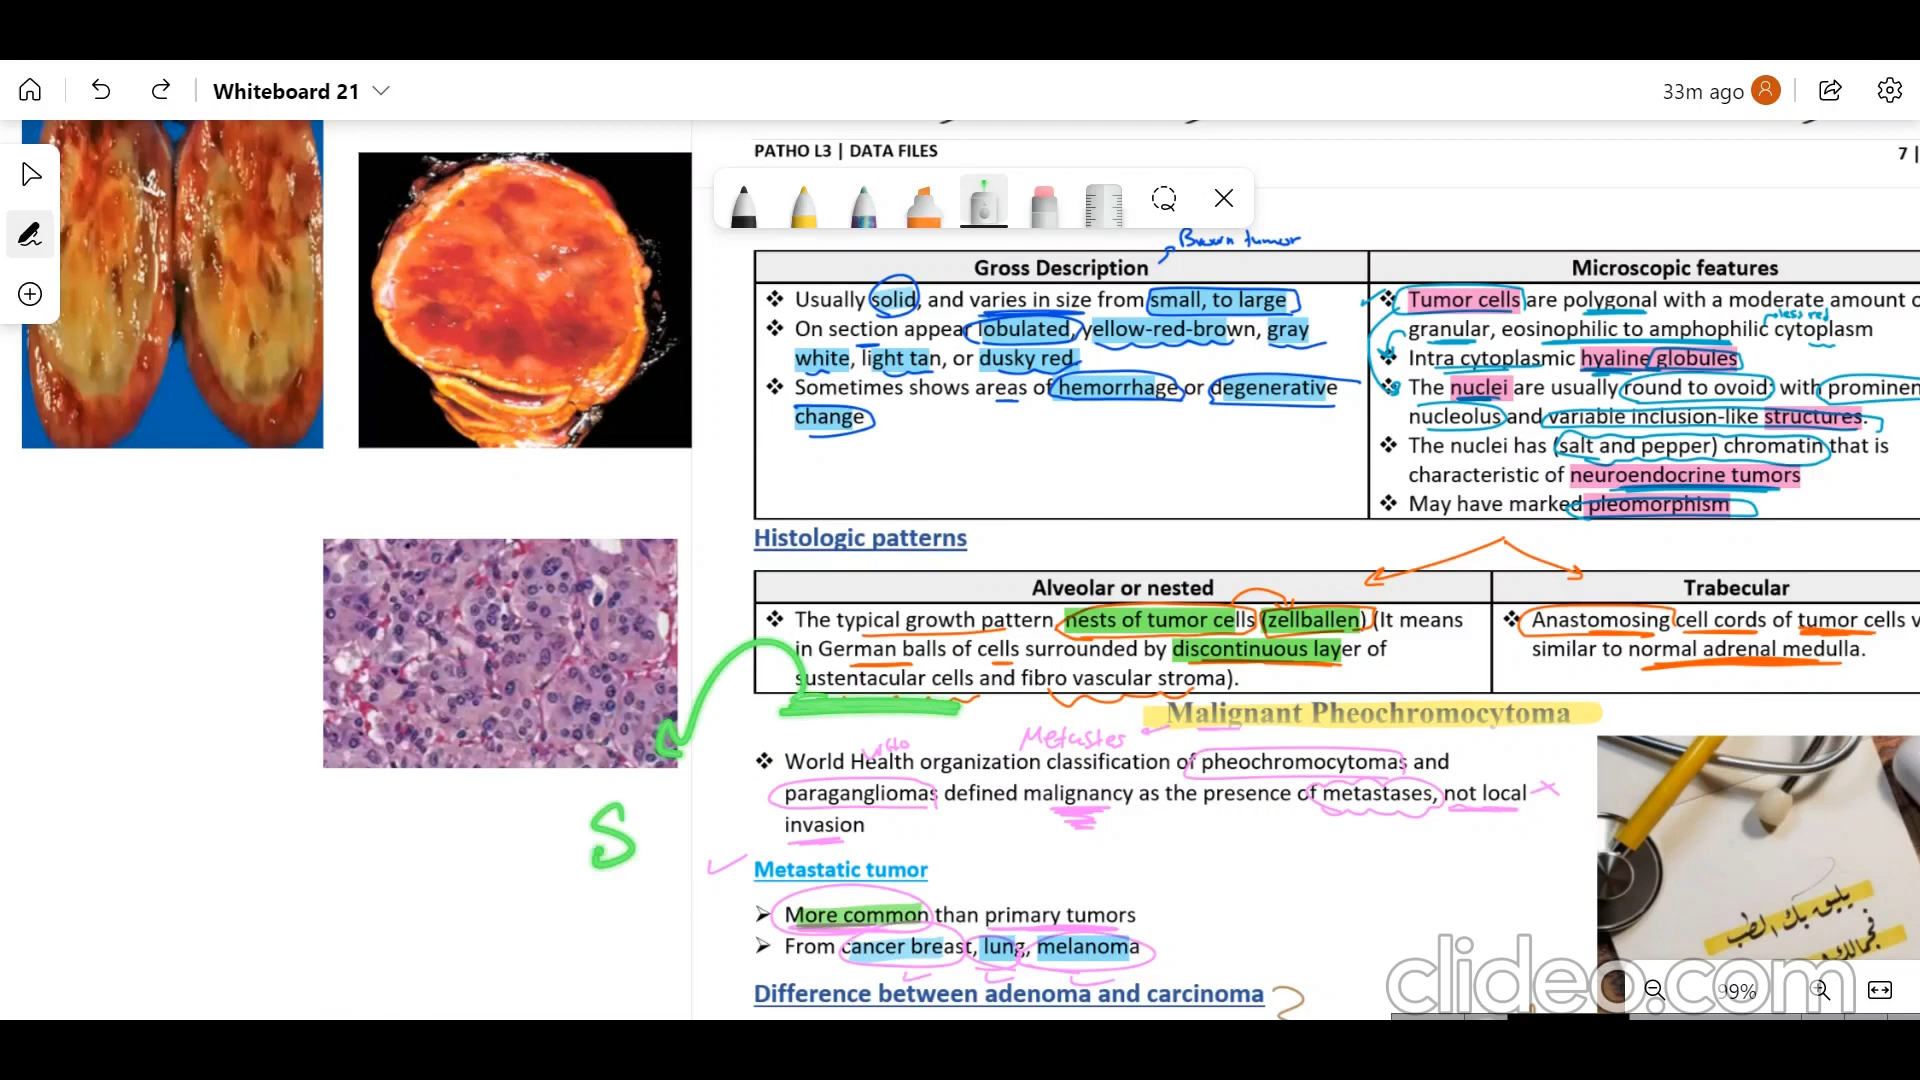 Whiteboard 21
33m ago
PATHO L3 | DATA FILES
7 |
Brown tumor
Gross Description
❖ Usually solid, and varies in size from small, to large
❖ On section appear lobulated, yellow-red-brown, gray
white, light tan, or dusky red.
❖ Sometimes shows areas of hemorrhage or degenerative
change
Microscopic features
❖ Tumor cells are polygonal with a moderate amount o
less red
granular, eosinophilic to amphophilic cytoplasm
❖ Intra cytoplasmic hyaline globules
❖ The nuclei are usually round to ovoid with prominen
nucleolus and variable inclusion-like structures.
❖ The nuclei has (salt and pepper) chromatin that is
characteristic of neuroendocrine tumors
❖ May have marked pleomorphism
Histologic patterns
Alveolar or nested
❖ The typical growth pattern nests of tumor cells (zellballen) (It means
in German balls of cells surrounded by discontinuous layer of
sustentacular cells and fibro vascular stroma).
Trabecular
❖ Anastomosing cell cords of tumor cells v
similar to normal adrenal medulla.
Malignant Pheochromocytoma
Metastes
who
❖ World Health organization classification of pheochromocytomas and
paragangliomas defined malignancy as the presence of metastases, not local
invasion
S
Metastatic tumor
➢ More common than primary tumors
➢ From cancer breast, lung, melanoma
Difference between adenoma and carcinoma
يليق بك الطب
clideo.com
99%